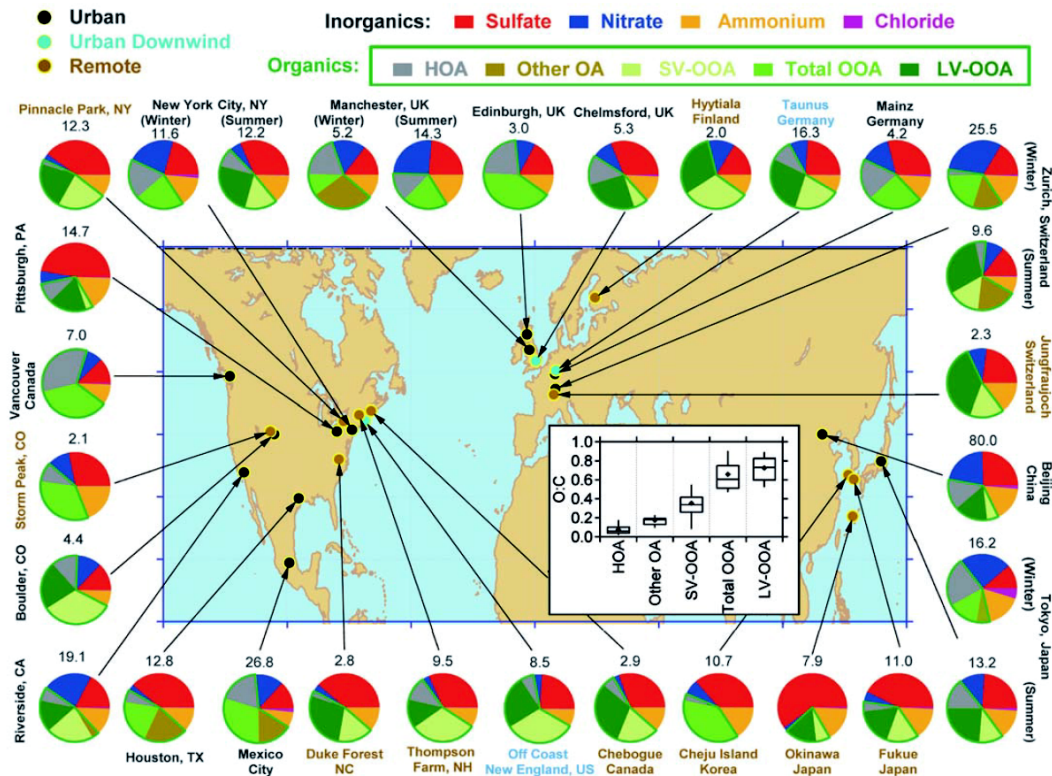 Urban
Urban Downwind
Remote
Inorganics: Sulfate Nitrate Ammonium Chloride
Organics: HOA Other OA SV-OOA Total OOA LV-OOA
Pinnacle Park, NY
12.3
New York City, NY
(Winter) (Summer)
11.6 12.2
Manchester, UK
(Winter) (Summer)
5.2 14.3
Edinburgh, UK
3.0
Chelmsford, UK
5.3
Hyytiala
Finland
2.0
Taunus
Germany
16.3
Mainz
Germany
4.2
25.5
Zurich, Switzerland
(Winter) (Summer)
9.6
Pittsburgh, PA
14.7
Vancouver
Canada
7.0
Storm Peak, CO
2.1
Boulder, CO
4.4
Riverside, CA
19.1
Jungfraujoch
Switzerland
2.3
Beijing
China
80.0
Tokyo, Japan
(Winter) (Summer)
16.2
13.2
O:C
1.0
0.8
0.6
0.4
0.2
0.0
HOA
Other OA
SV-OOA
Total OOA
LV-OOA
12.8
Houston, TX
26.8
Mexico
City
2.8
Duke Forest
NC
9.5
Thompson
Farm, NH
8.5
Off Coast
New England, US
2.9
Chebogue
Canada
10.7
Cheju Island
Korea
7.9
Okinawa
Japan
11.0
Fukue
Japan